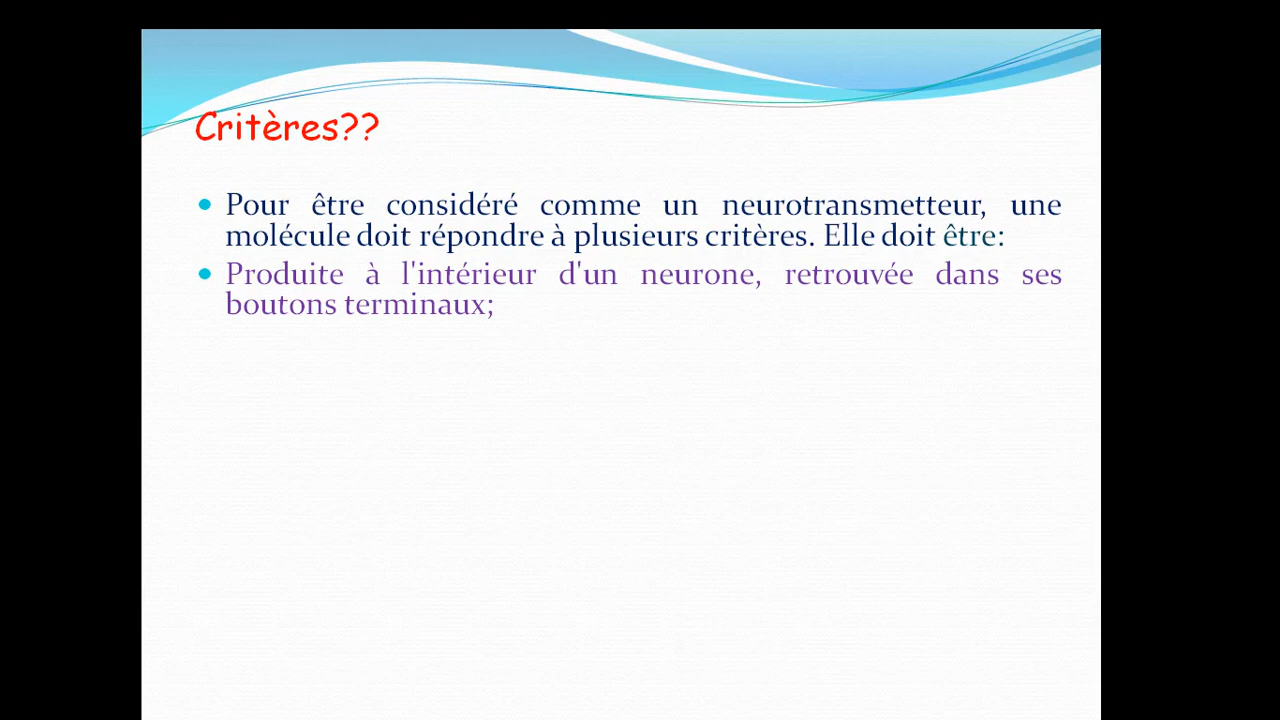 Critères??
Pour être considéré comme un neurotransmetteur, une
molécule doit répondre à plusieurs critères. Elle doit être:
Produite à l'intérieur d'un neurone, retrouvée dans ses
boutons terminaux;